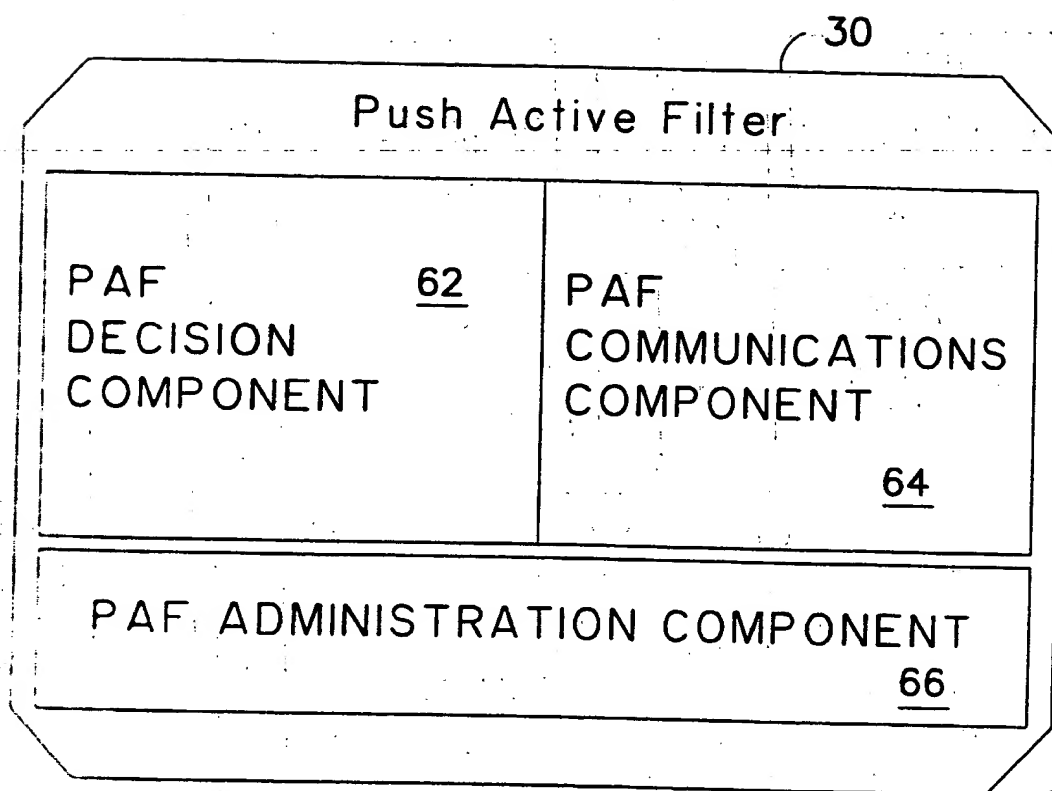 30
Push Active Filter
PAF
DECISION
COMPONENT
62
PAF
COMMUNICATIONS
COMPONENT
64
PAF ADMINISTRATION COMPONENT
66